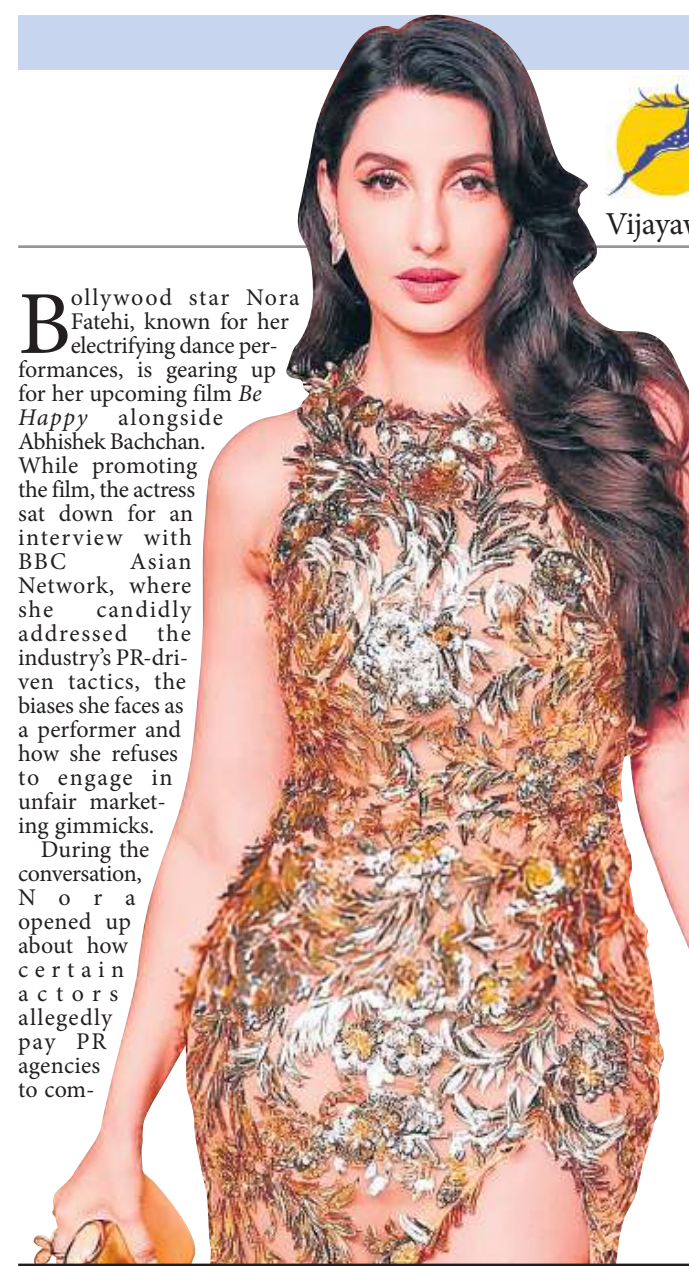 Vijayaw
Bollywood star Nora
Fatehi, known for her
electrifying dance per-
formances, is gearing up
for her upcoming film Be
Happy alongside
Abhishek Bachchan.
While promoting
the film, the actress
sat down for an
interview with
BBC Asian
Network, where
she candidly
addressed the
industry's PR-dri-
ven tactics, the
biases she faces as
a performer and
how she refuses
to engage in
unfair market-
ing gimmicks.
During the
conversation,
Nora
opened up
about how
certain
actors
allegedly
pay PR
agencies
to com-